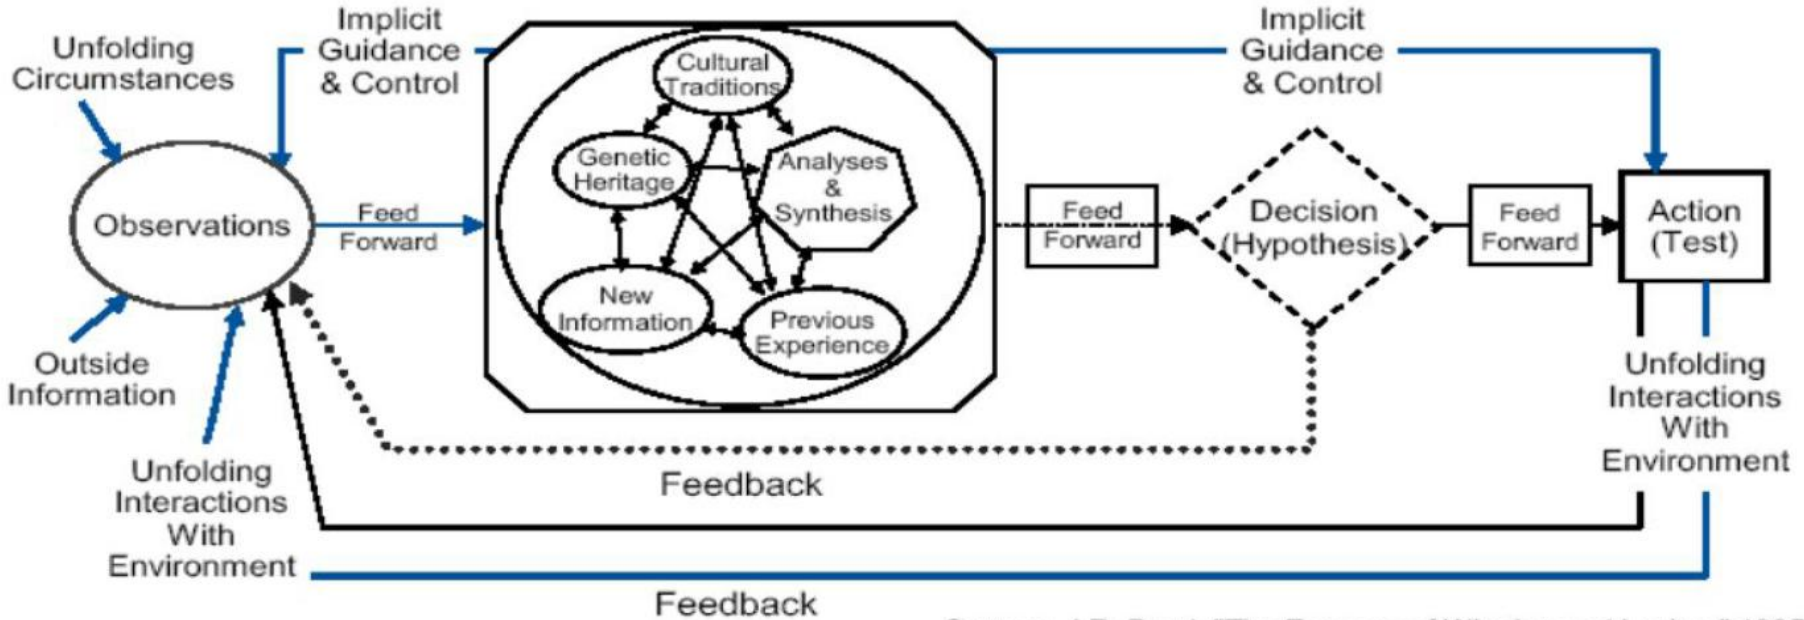 Unfolding
Circumstances
Implicit
Guidance
& Control
Cultural
Traditions
Genetic
Heritage
Analyses
&
Synthesis
New
Information
Previous
Experience
Implicit
Guidance
& Control
Observations
Feed
Forward
Feed
Forward
Decision
(Hypothesis)
Feed
Forward
Action
(Test)
Outside
Information
Unfolding
Interactions
With
Environment
Unfolding
Interactions
With
Environment
Feedback
Feedback